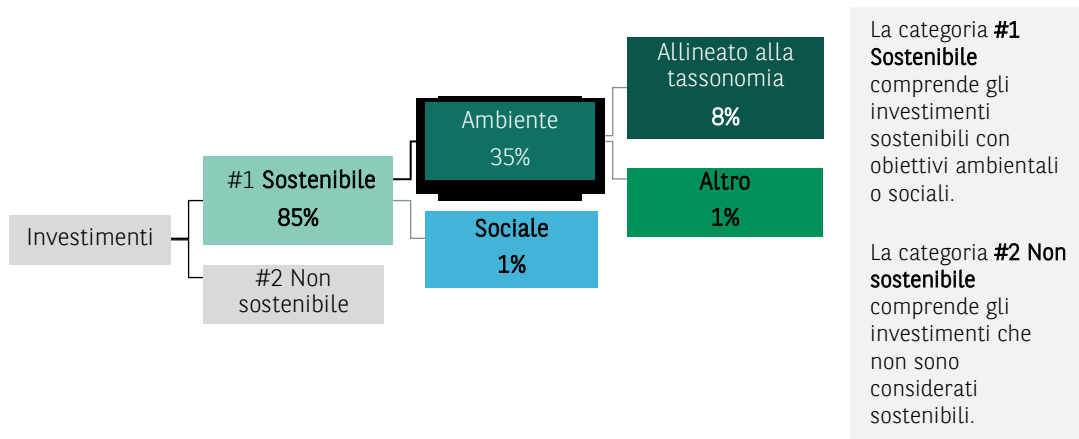 Investimenti
#1 Sostenibile
85%
#2 Non
sostenibile
Ambiente
35%
Sociale
1%
Allineato alla
tassonomia
8%
Altro
1%
La categoria #1
Sostenibile
comprende gli
investimenti
sostenibili con
obiettivi ambientali
o sociali.
La categoria #2 Non
sostenibile
comprende gli
investimenti che
non sono
considerati
sostenibili.